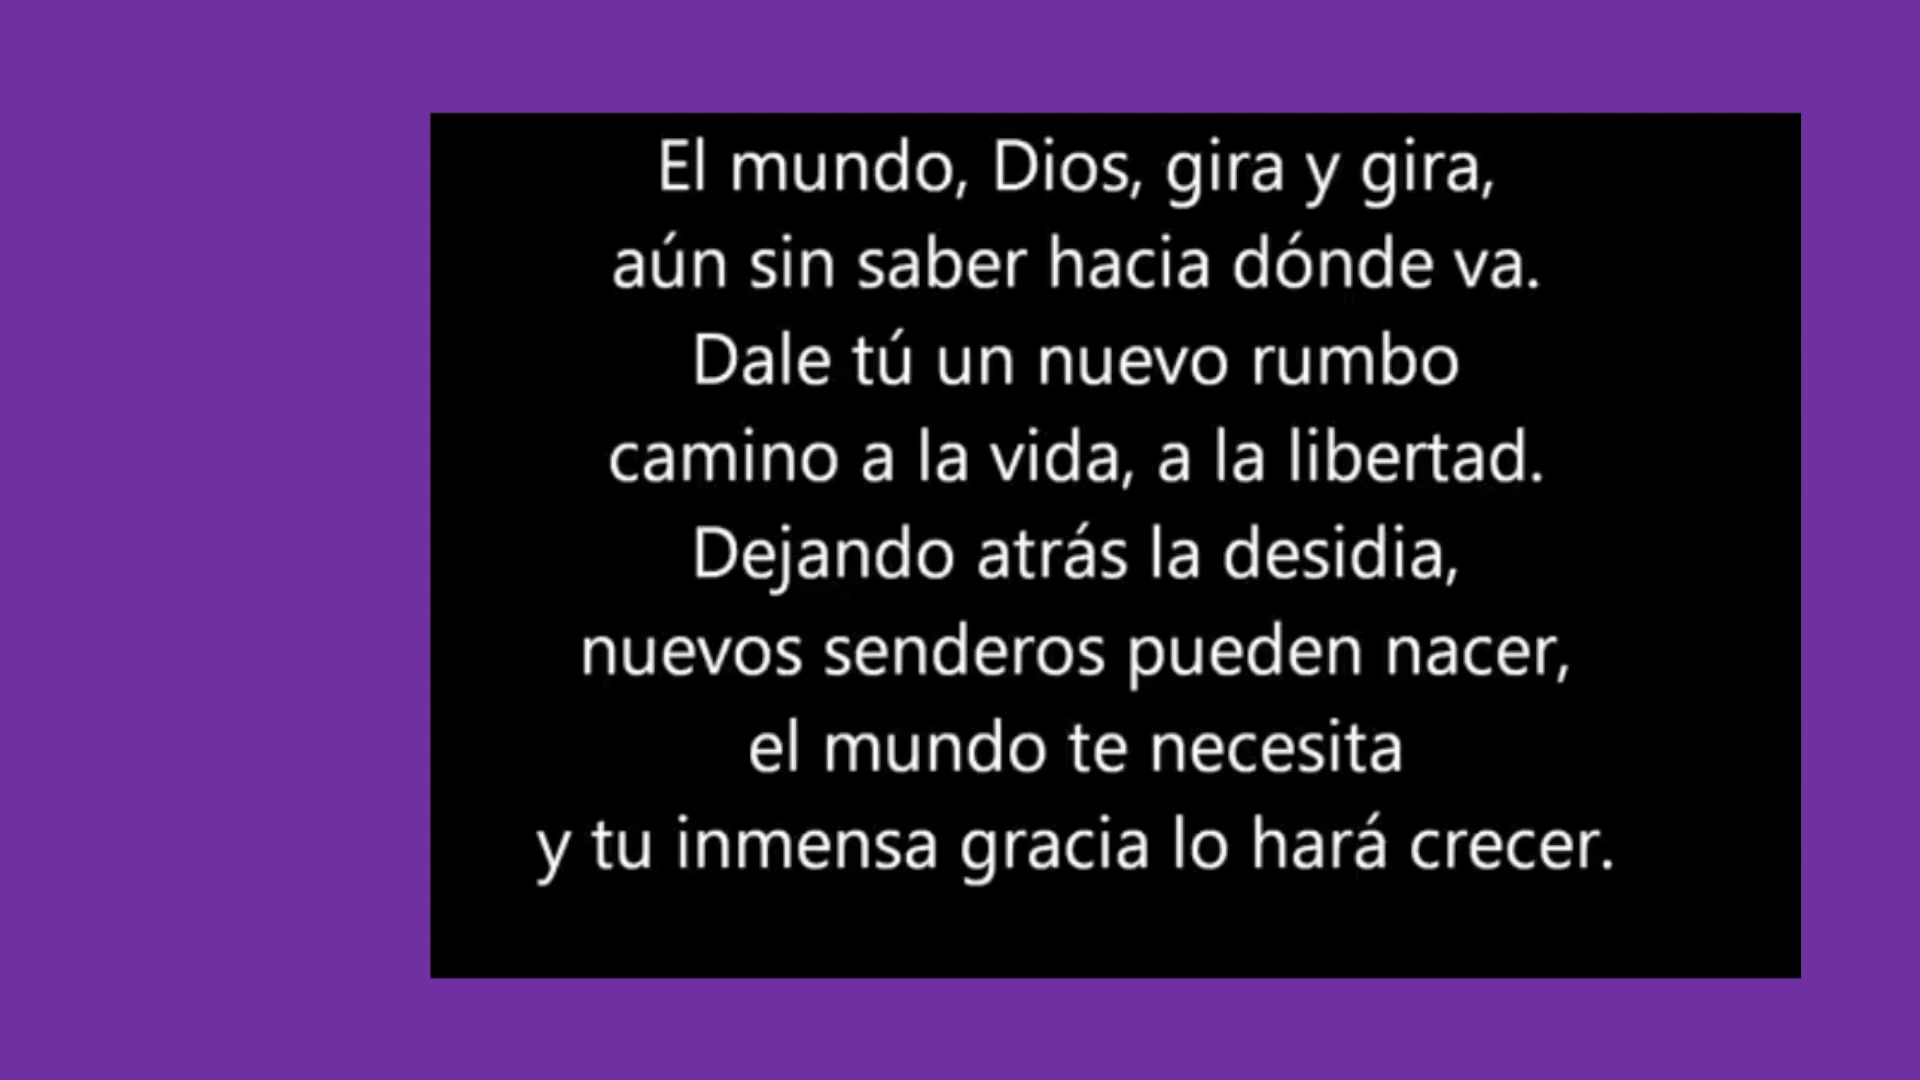 El mundo, Dios, gira y gira,
aún sin saber hacia dónde va.
Dale tú un nuevo rumbo
camino a la vida, a la libertad.
Dejando atrás la desidia,
nuevos senderos pueden nacer,
el mundo te necesita
y tu inmensa gracia lo hará crecer.